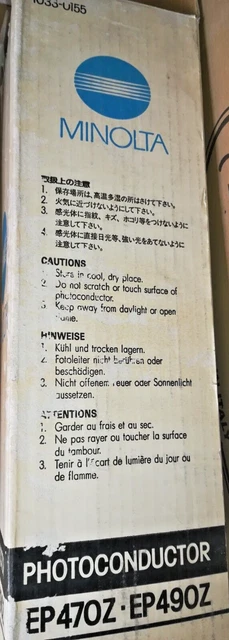 1033-0155
MINOLTA
取扱上の注意
1. 保存場所は、高温多湿の所はさけて下さい。
2. 火気に近づけないようにして下さい。
3. 感光体に指紋、キズ、ホコリ等をつけないように
注意して下さい。
4. 感光体に直接日光等、強い光をあてないように
注意して下さい。
CAUTIONS
1. Store in cool, dry place.
2. Do not scratch or touch surface of
photoconductor.
3. Keep away from daylight or open
flame.
HINWEISE
1. Kühl und trocken lagern.
2. Fotoleiter nicht berühren oder
beschädigen.
3. Nicht offenem Feuer oder Sonnenlicht
aussetzen.
ATTENTIONS
1. Garder au frais et au sec.
2. Ne pas rayer ou toucher la surface
du tambour.
3. Tenir à l'écart de lumière du jour ou
de flamme.
PHOTOCONDUCTOR
EP470Z·EP490Z